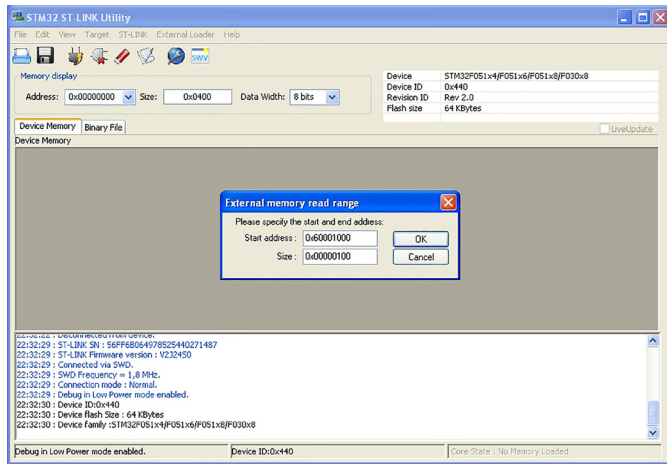 STM32 ST-LINK Utility
File Edit View Target ST-LINK External Loader Help
SWV
Memory display
Address: 0x00000000 Size: 0x0400 Data Width: 8 bits
Device STM32F051x4/F051x6/F051x8/F030x8
Device ID 0x440
Revision ID Rev 2.0
Flash size 64 KBytes
Device Memory Binary File
LiveUpdate
Device Memory
External memory read range
Please specify the start and end address:
Start address : 0x60001000 OK
Size : 0x00000100 Cancel
22:32:22 : Disconnected from device.
22:32:29 : ST-LINK SN : 56FF6B064978525440271487
22:32:29 : ST-LINK Firmware version : V2J24S0
22:32:29 : Connected via SWD.
22:32:29 : SWD Frequency = 1,8 MHz.
22:32:29 : Connection mode : Normal.
22:32:29 : Debug in Low Power mode enabled.
22:32:30 : Device ID:0x440
22:32:30 : Device flash Size : 64 KBytes
22:32:30 : Device family :STM32F051x4/F051x6/F051x8/F030x8
Debug in Low Power mode enabled. Device ID:0x440 Core State : No Memory Loaded